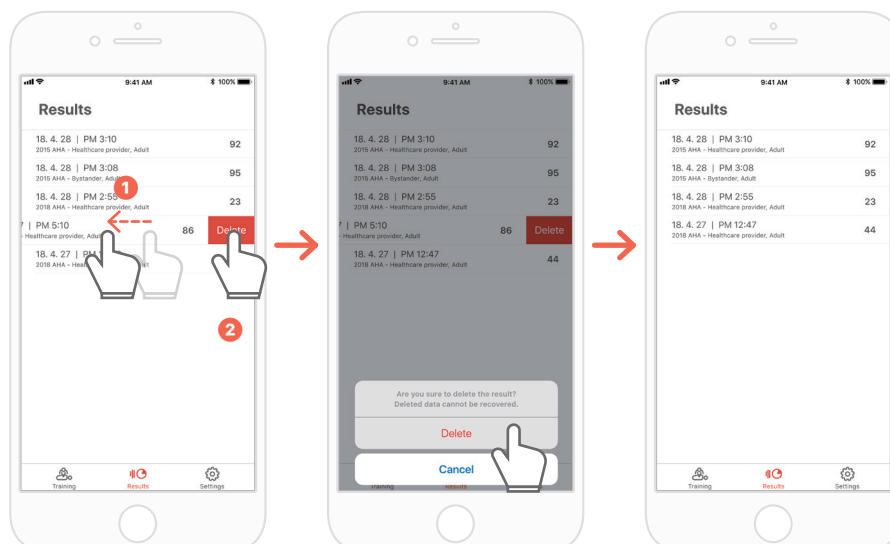 9:41 AM
100%
Results
18. 4. 28 | PM 3:10
2015 AHA - Healthcare provider, Adult
92
18. 4. 28 | PM 3:08
2015 AHA - Bystander, Adult
95
18. 4. 28 | PM 2:55
2018 AHA - Healthcare provider, Adult
23
1
7 | PM 5:10
- Healthcare provider, Adult
86
Delete
18. 4. 27 | PM
2018 AHA -
2
Training
Results
Settings
9:41 AM
100%
Results
18. 4. 28 | PM 3:10
2015 AHA - Healthcare provider, Adult
92
18. 4. 28 | PM 3:08
2015 AHA - Bystander, Adult
95
18. 4. 28 | PM 2:55
2018 AHA - Healthcare provider, Adult
23
7 | PM 5:10
- Healthcare provider, Adult
86
Delete
18. 4. 27 | PM 12:47
2018 AHA - Healthcare provider, Adult
44
Are you sure to delete the result?
Deleted data cannot be recovered.
Delete
Cancel
Training
Results
9:41 AM
100%
Results
18. 4. 28 | PM 3:10
2015 AHA - Healthcare provider, Adult
92
18. 4. 28 | PM 3:08
2015 AHA - Bystander, Adult
95
18. 4. 28 | PM 2:55
2018 AHA - Healthcare provider, Adult
23
18. 4. 27 | PM 12:47
2018 AHA - Healthcare provider, Adult
44
Training
Results
Settings